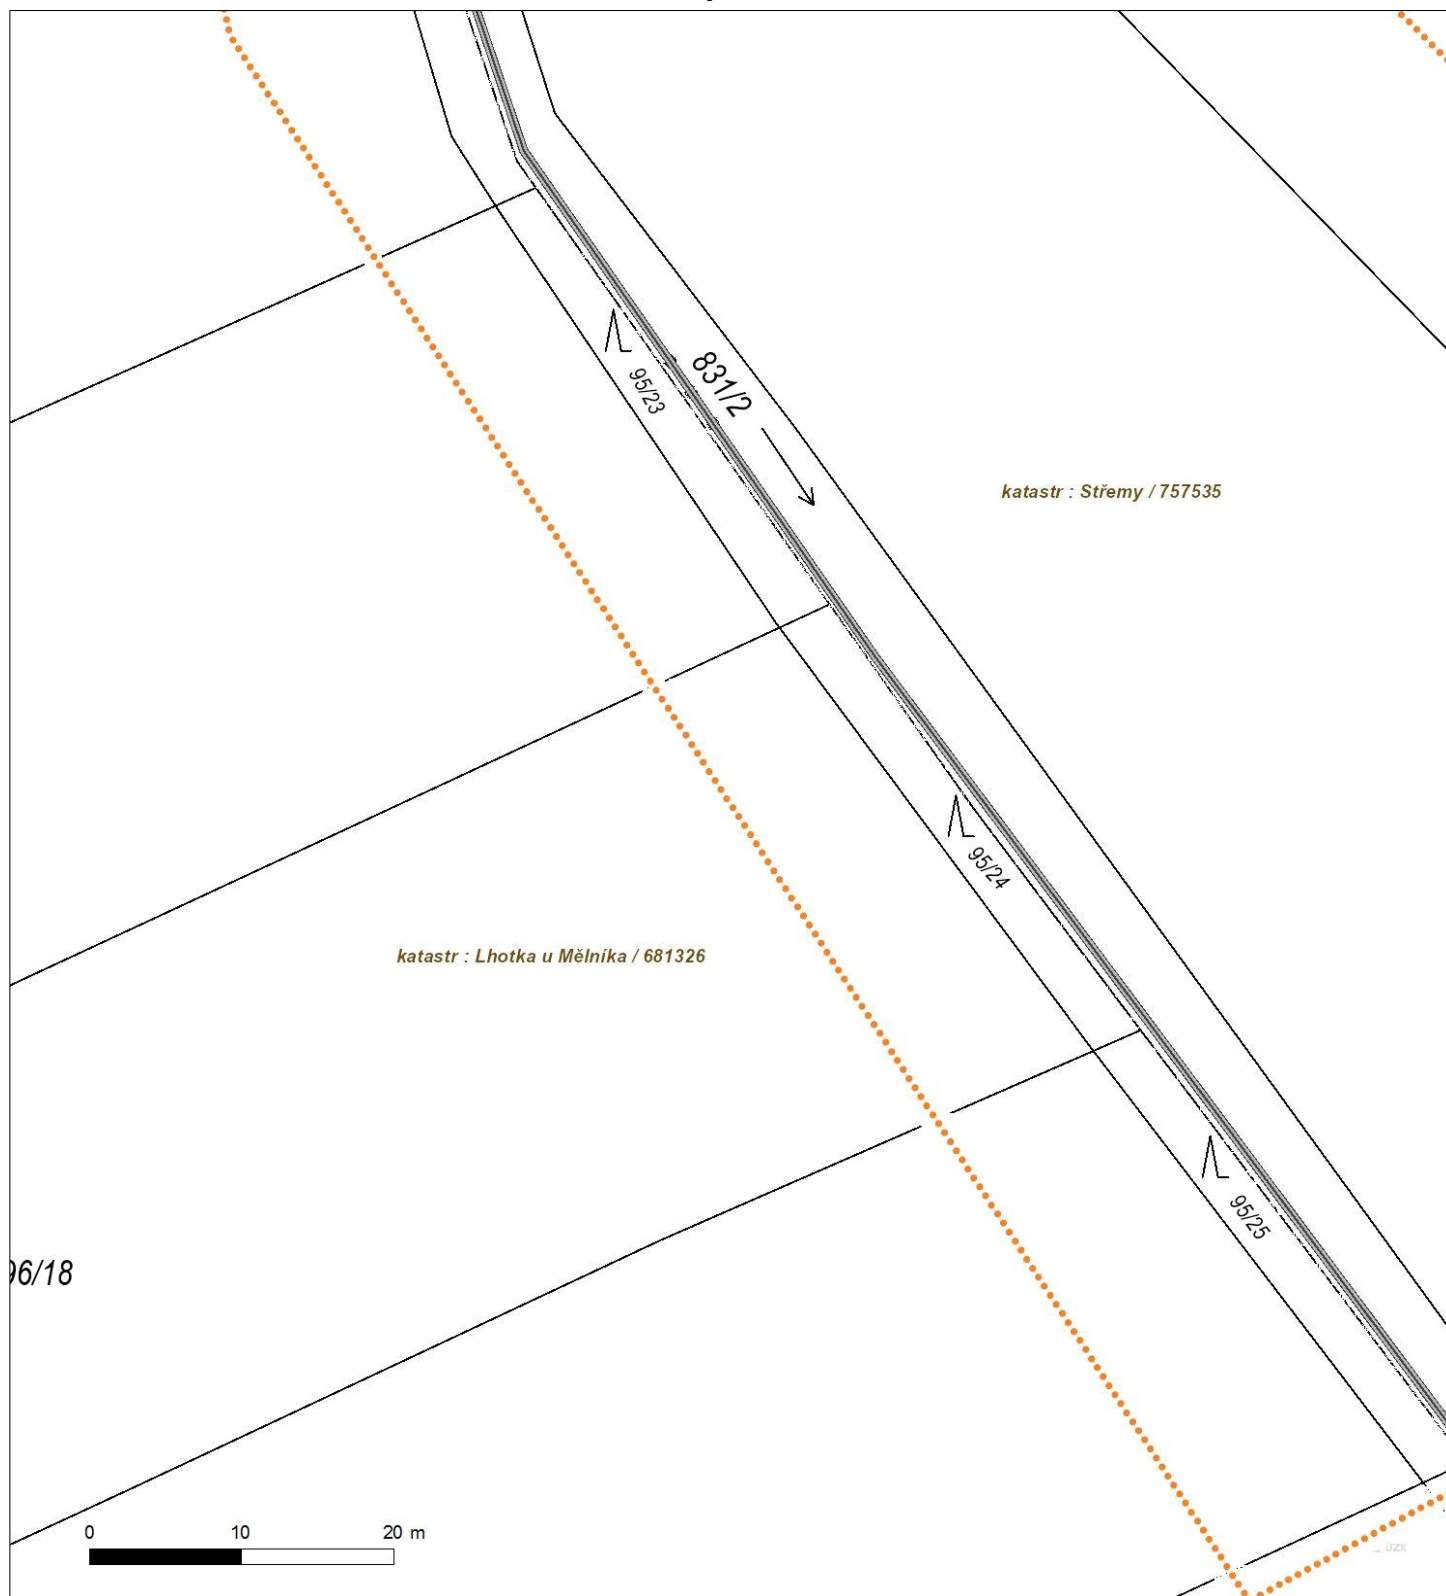 831/2
95/23
katastr : Střemy / 757535
95/24
katastr : Lhotka u Mělníka / 681326
95/25
96/18
0 10 20 m